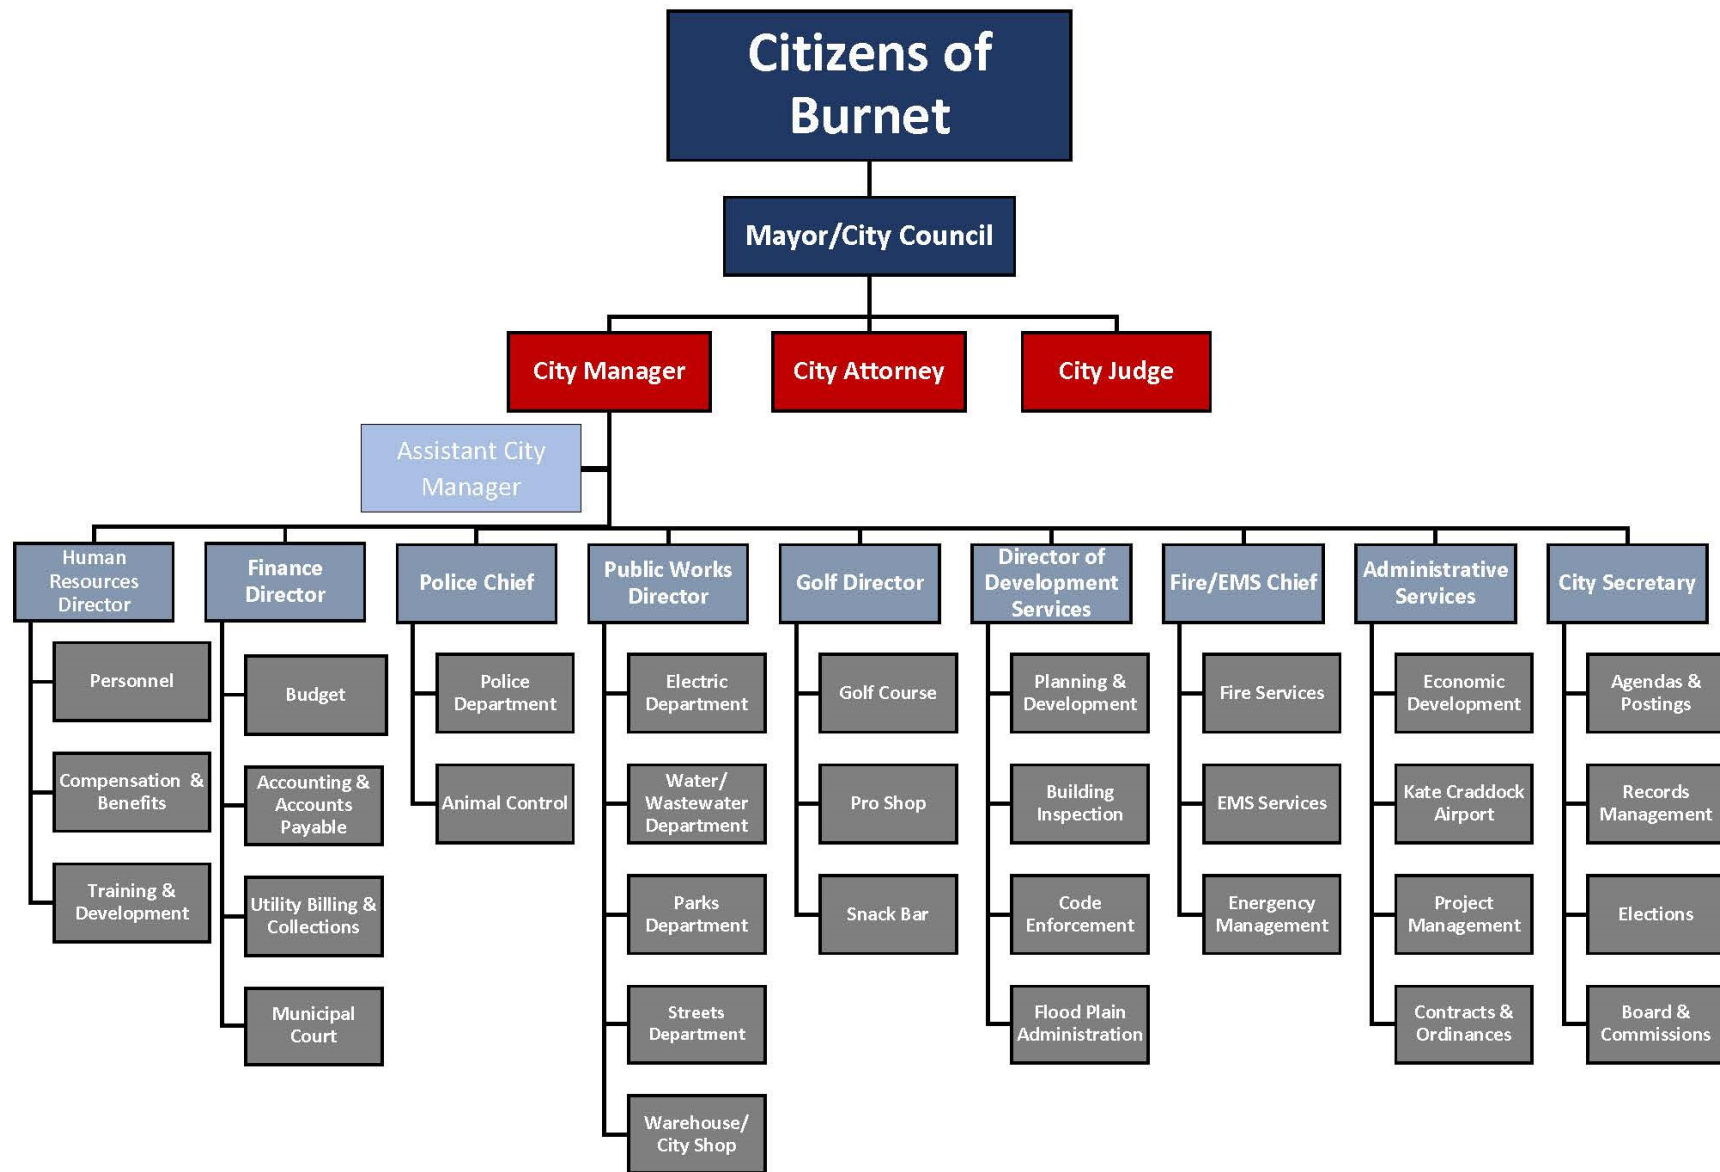 Citizens of
Burnet
Mayor/City Council
City Manager
City Attorney
City Judge
Assistant City
Manager
Human
Resources
Director
Finance
Director
Police Chief
Public Works
Director
Golf Director
Director of
Development
Services
Fire/EMS Chief
Administrative
Services
City Secretary
Personnel
Compensation & 
Benefits
Training &
Development
Budget
Accounting &
Accounts
Payable
Utility Billing &
Collections
Municipal
Court
Police
Department
Animal Control
Electric
Department
Water/
Wastewater
Department
Parks
Department
Streets
Department
Warehouse/
City Shop
Golf Course
Pro Shop
Snack Bar
Planning &
Development
Building
Inspection
Code
Enforcement
Flood Plain
Administration
Fire Services
EMS Services
Energency
Management
Economic
Development
Kate Craddock
Airport
Project
Management
Contracts &
Ordinances
Agendas &
Postings
Records
Management
Elections
Board &
Commissions